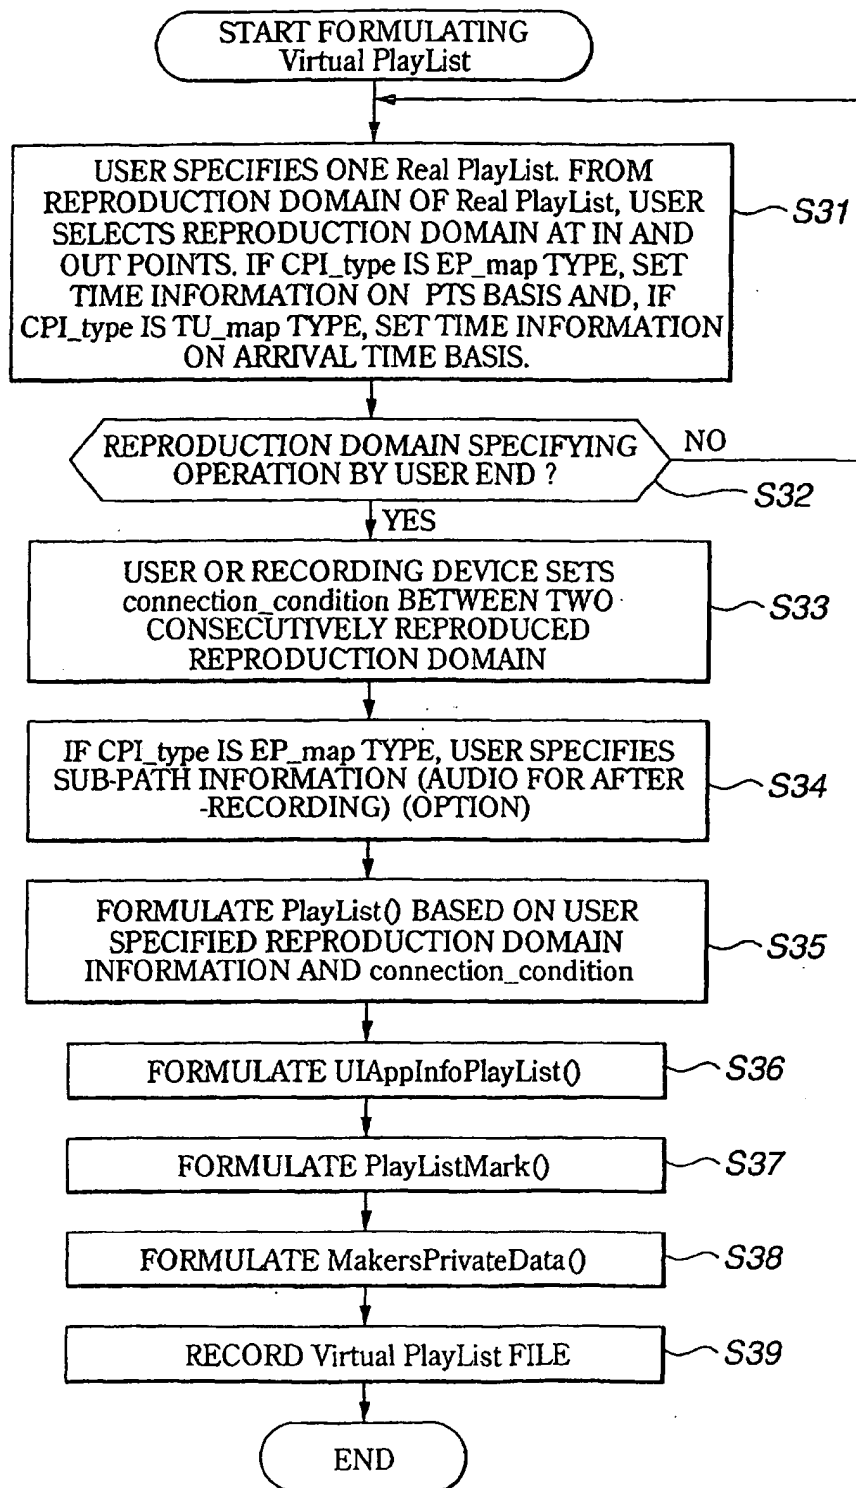 START FORMULATING
Virtual PlayList
USER SPECIFIES ONE Real PlayList. FROM
REPRODUCTION DOMAIN OF Real PlayList, USER
SELECTS REPRODUCTION DOMAIN AT IN AND
OUT POINTS. IF CPI_type IS EP_map TYPE, SET
TIME INFORMATION ON PTS BASIS AND, IF
CPI_type IS TU_map TYPE, SET TIME INFORMATION
ON ARRIVAL TIME BASIS.
S31
REPRODUCTION DOMAIN SPECIFYING
OPERATION BY USER END ?
NO
S32
YES
USER OR RECORDING DEVICE SETS
connection_condition BETWEEN TWO
CONSECUTIVELY REPRODUCED
REPRODUCTION DOMAIN
S33
IF CPI_type IS EP_map TYPE, USER SPECIFIES
SUB-PATH INFORMATION (AUDIO FOR AFTER
-RECORDING) (OPTION)
S34
FORMULATE PlayList() BASED ON USER
SPECIFIED REPRODUCTION DOMAIN
INFORMATION AND connection_condition
S35
FORMULATE UIAppInfoPlayList()
S36
FORMULATE PlayListMark()
S37
FORMULATE MakersPrivateData()
S38
RECORD Virtual PlayList FILE
S39
END